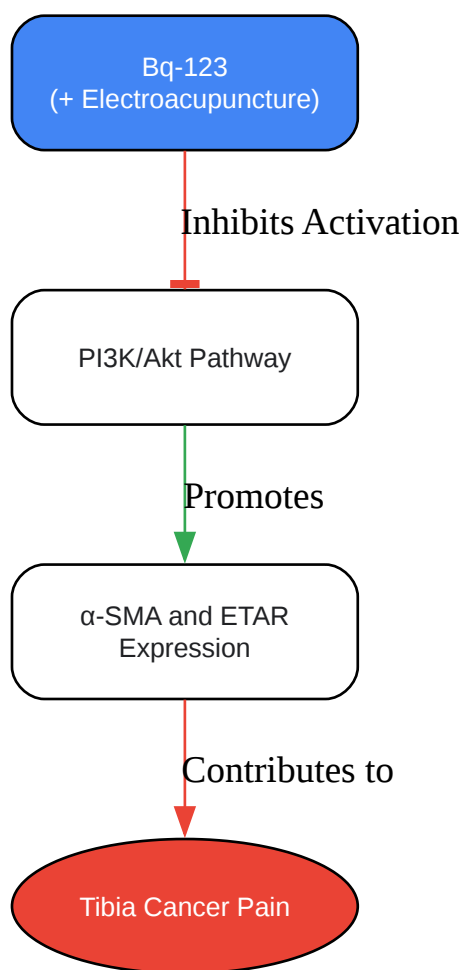 Bq-123
(+ Electroacupuncture)
Inhibits Activation
PI3K/Akt Pathway
Promotes
α-SMA and ETAR
Expression
Contributes to
Tibia Cancer Pain